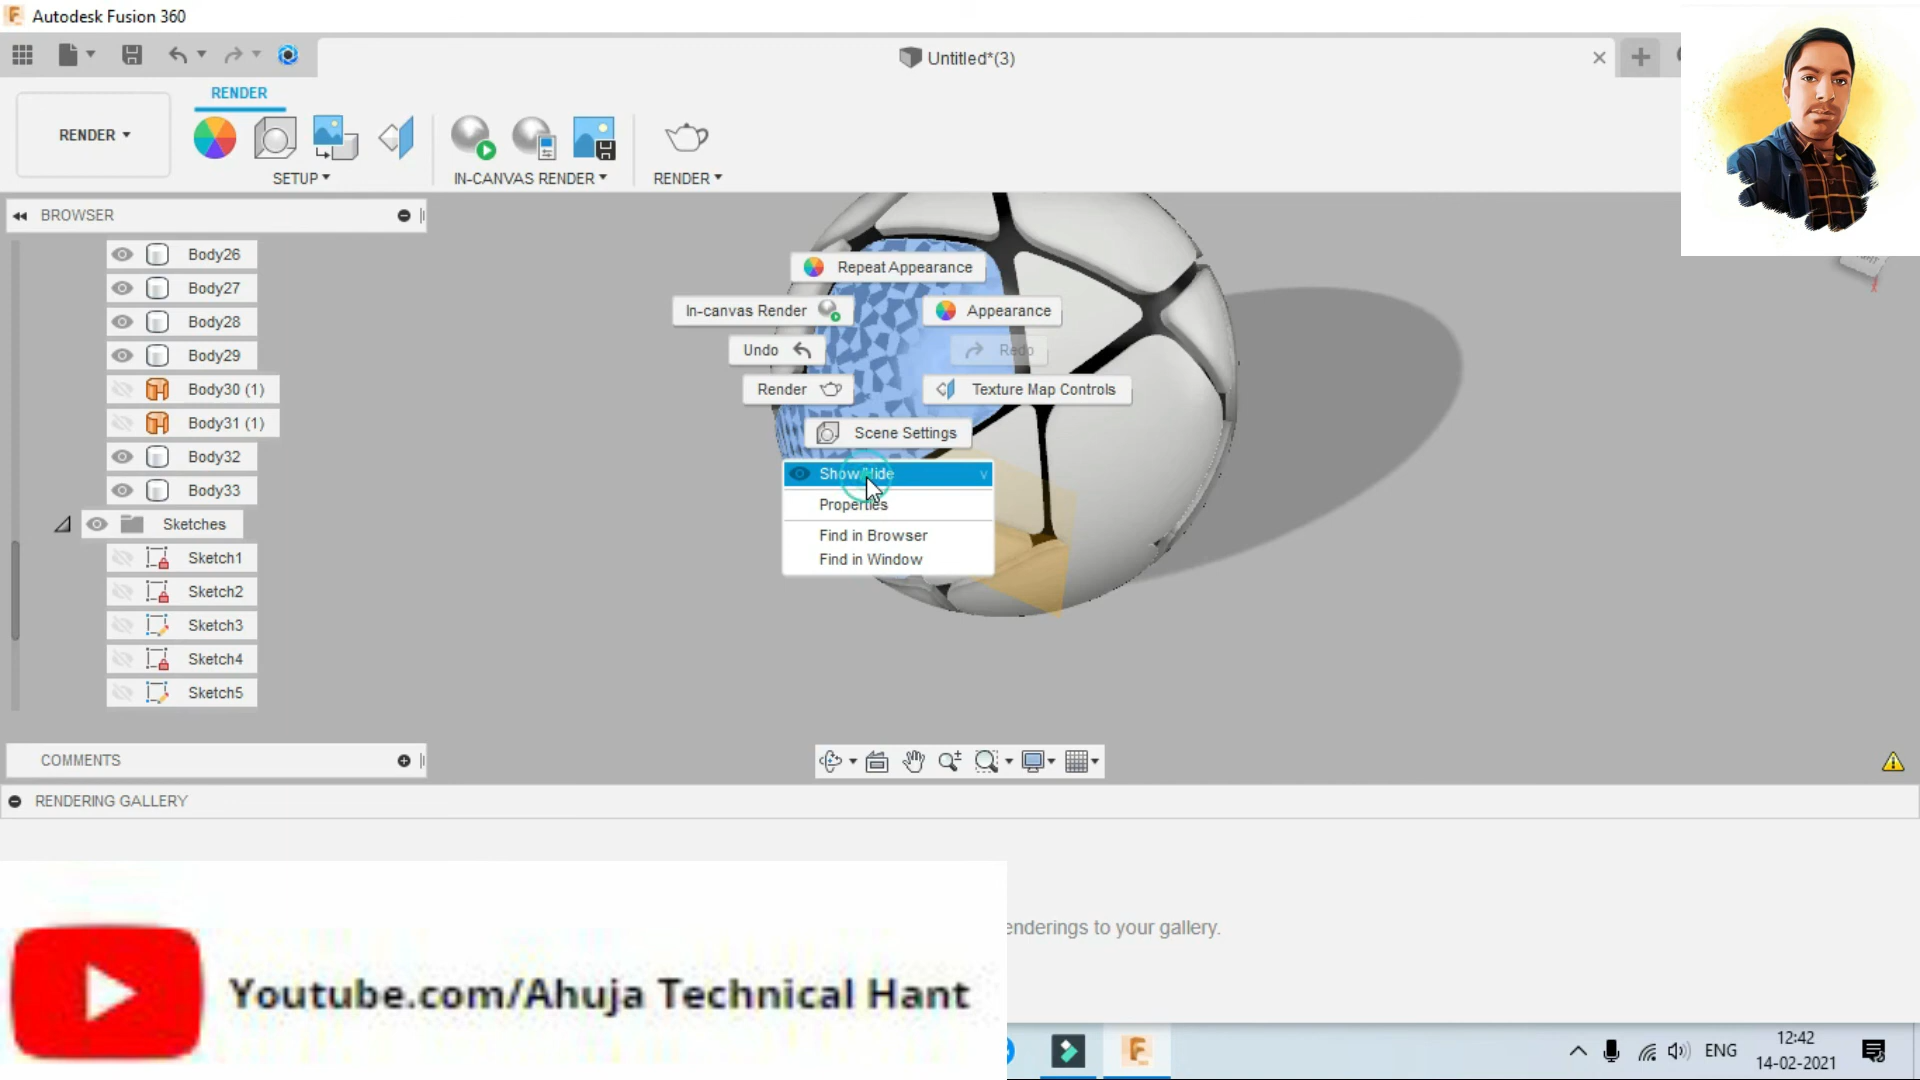 Autodesk Fusion 360
Untitled*(3)
RENDER
RENDER
SETUP
IN-CANVAS RENDER
RENDER
BROWSER
Body26
Body27
Body28
Body29
Body30 (1)
Body31 (1)
Body32
Body33
Sketches
Sketch1
Sketch2
Sketch3
Sketch4
Sketch5
Repeat Appearance
In-canvas Render
Appearance
Undo
Redo
Render
Texture Map Controls
Scene Settings
Show/Hide
V
Properties
Find in Browser
Find in Window
COMMENTS
RENDERING GALLERY
enderings to your gallery.
Youtube.com/Ahuja Technical Hant
ENG
12:42
14-02-2021